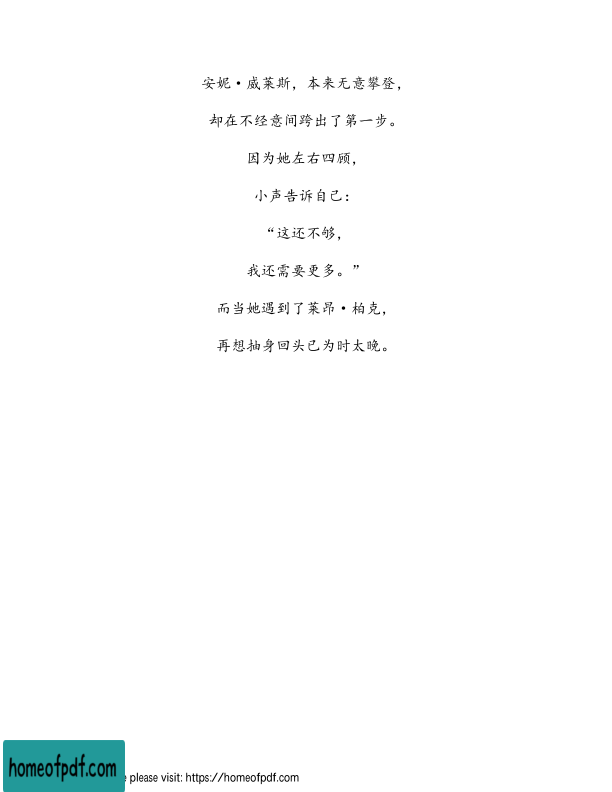 安妮·威莱斯，本来无意攀登，
却在不经意间跨出了第一步。
因为她左右四顾，
小声告诉自己：
“这还不够，
我还需要更多。”
而当她遇到了莱昂·柏克，
再想抽身回头已为时太晚。
homeofpdf.com
please visit: https://homeofpdf.com